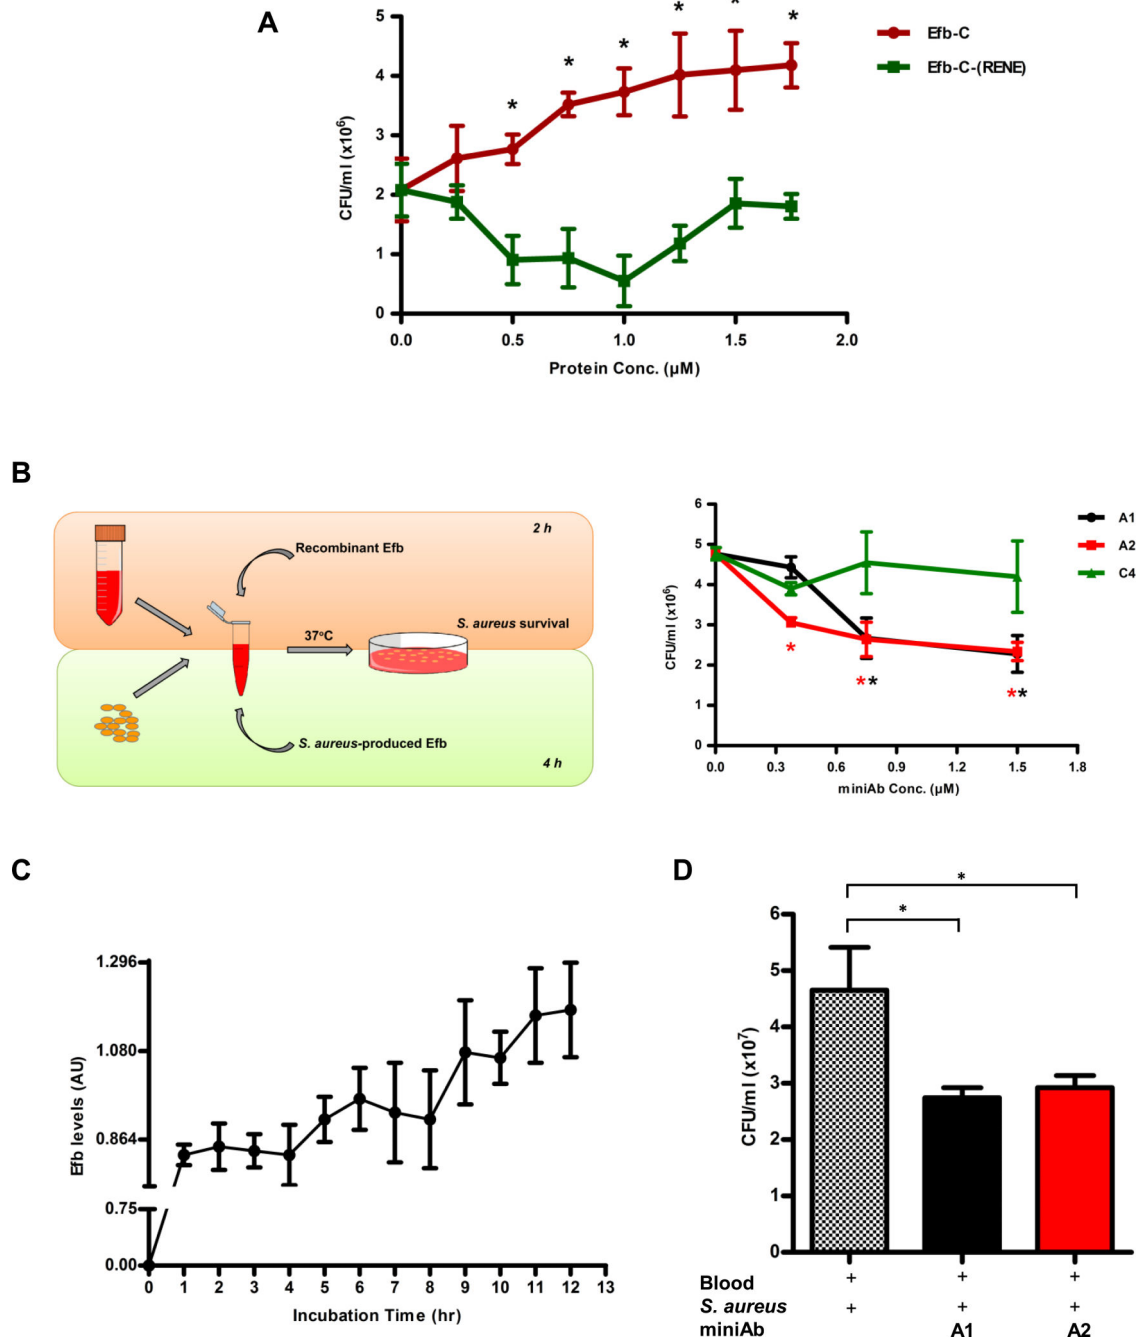 A
* * * * * * *
Efb-C
Efb-C-(RENE)
5
4
3
2
1
0
CFU/ml (x10⁶)
0.0 0.5 1.0 1.5 2.0
Protein Conc. (µM)
B
2 h
Recombinant Efb
S. aureus survival
37°C
S. aureus-produced Efb
4 h
6
5
4
3
2
1
0
CFU/ml (x10⁶)
A1
A2
C4
*
**
**
0.0 0.3 0.6 0.9 1.2 1.5 1.8
miniAb Conc. (µM)
C
1.296
1.080
0.864
0.75
0.00
Efb levels (AU)
0 1 2 3 4 5 6 7 8 9 10 11 12 13
Incubation Time (hr)
D
*
*
6
5
4
3
2
1
0
CFU/ml (x10⁷)
Blood + + +
S. aureus + + +
miniAb A1 A2